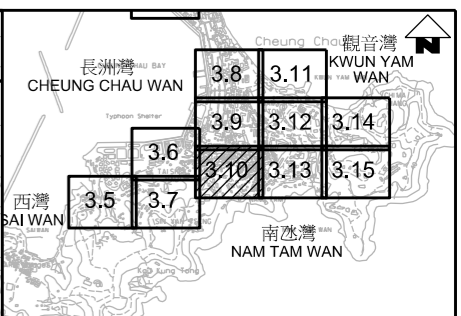 Cheung Chau
觀音灣
KWUN YAM
WAN
N
長洲灣
CHEUNG CHAU WAN
Typhoon Shelter
3.8
3.11
3.9
3.12
3.14
3.6
3.10
3.13
3.15
3.5
3.7
西灣
SAI WAN
SAIWAN
南氹灣
NAM TAM WAN